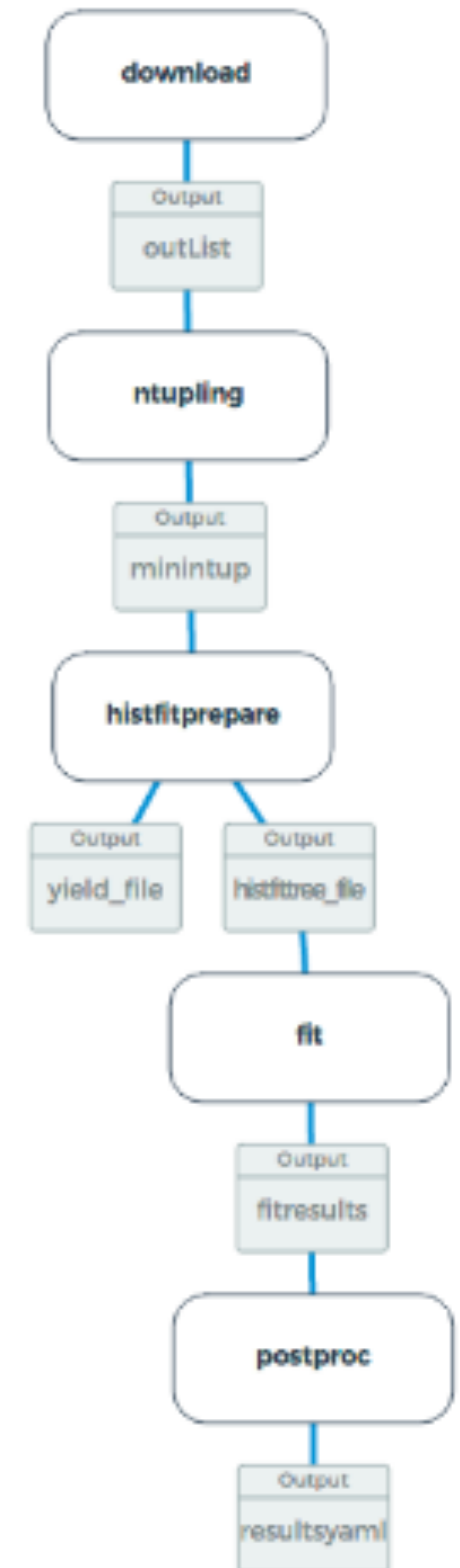 download
Output
outList
ntupling
Output
minintup
histfitprepare
Output
yield_file
Output
histfittree_file
fit
Output
fitresults
postproc
Output
resultsyaml